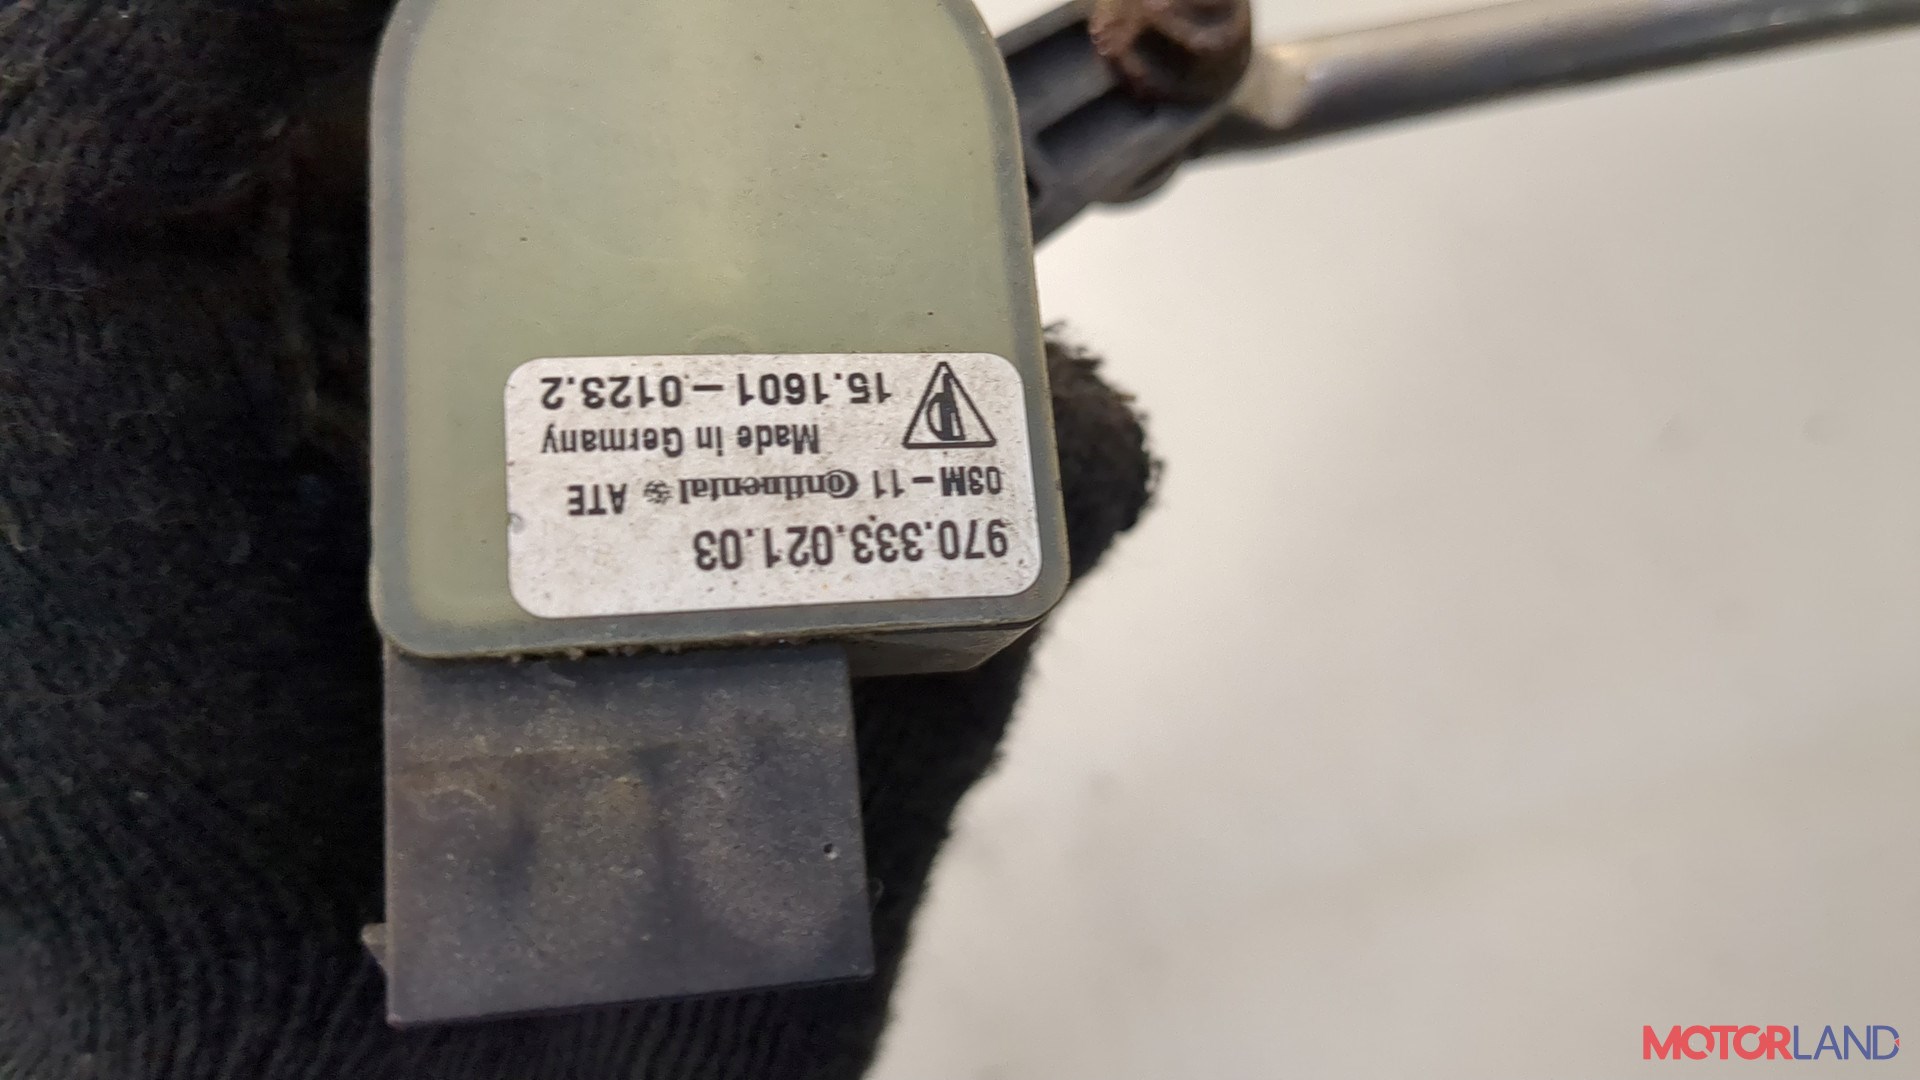 970.333.021.03
03M-11 Continental ATE
Made in Germany
15.1601-0123.2
MOTORLAND